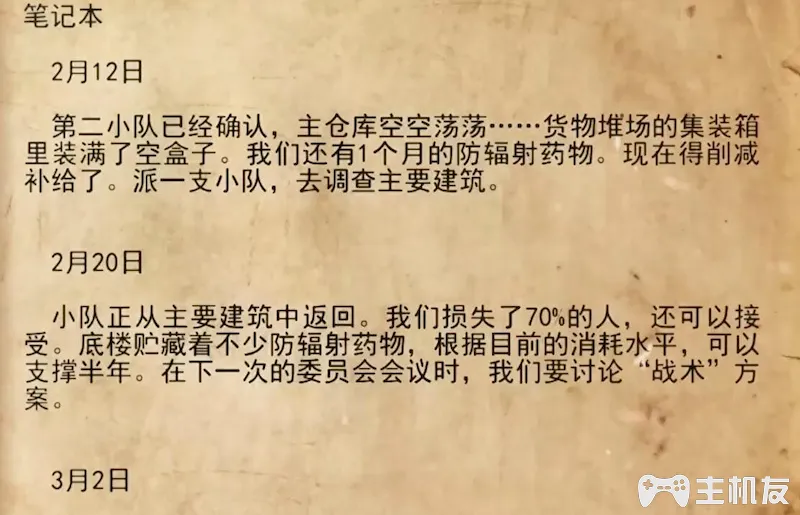 笔记本
2月12日
第二小队已经确认，主仓库空空荡荡……货物堆场的集装箱
里装满了空盒子。我们还有1个月的防辐射药物。现在得削减
补给了。派一支小队，去调查主要建筑。
2月20日
小队正从主要建筑中返回。我们损失了70%的人，还可以接
受。底楼贮藏着不少防辐射药物，根据目前的消耗水平，可以
支撑半年。在下一次的委员会会议时，我们要讨论“战术”方
案。
3月2日
主机友